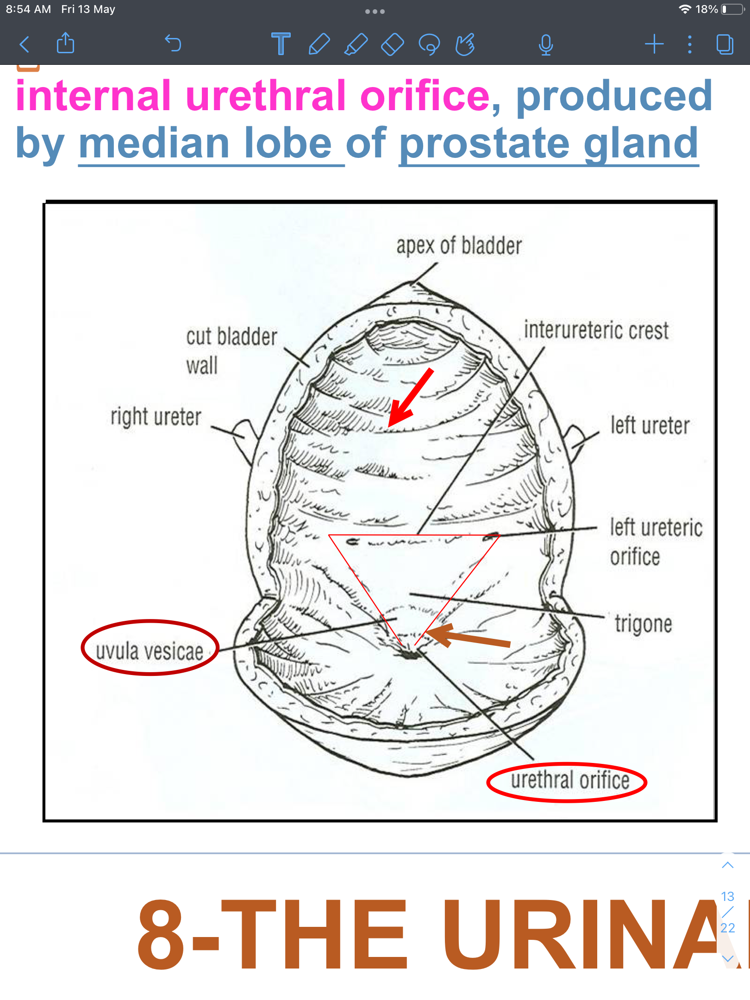 8:54 AM Fri 13 May
18%
T
internal urethral orifice, produced
by median lobe of prostate gland
apex of bladder
interureteric crest
cut bladder
wall
right ureter
left ureter
left ureteric
orifice
trigone
uvula vesicae
urethral orifice
13
/
22
8-THE URINA